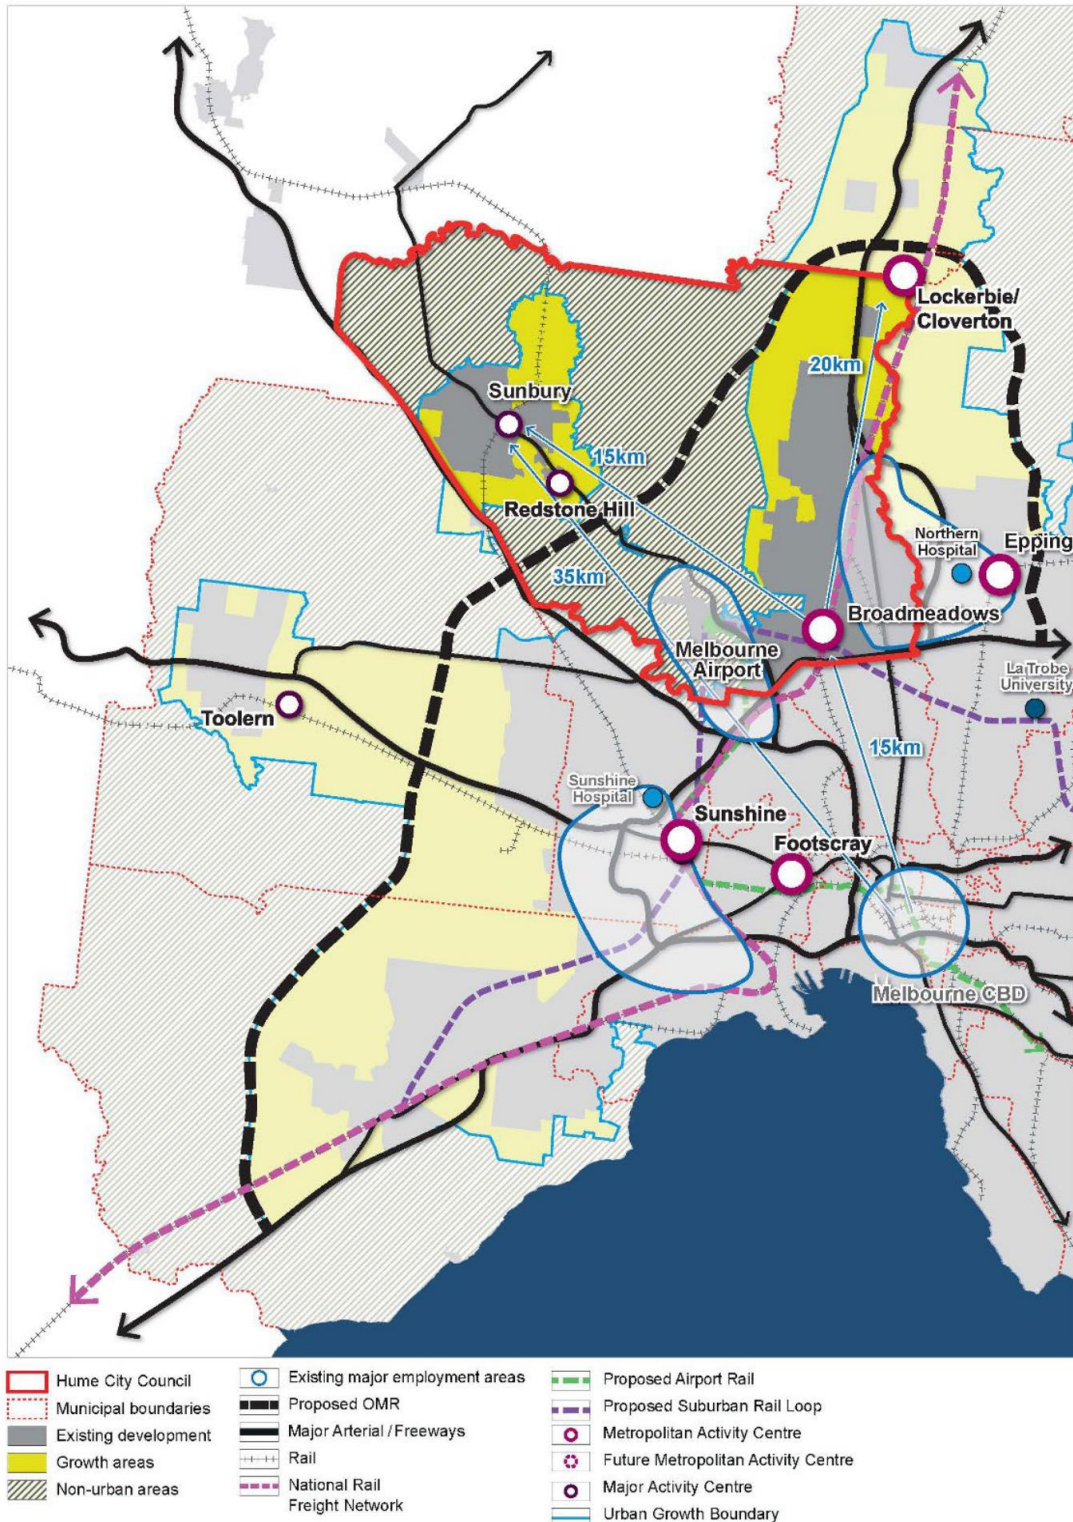 Lockerbie/
Cloverton
20km
Sunbury
15km
Redstone Hill
Northern
Hospital
Epping
35km
Broadmeadows
Melbourne
Airport
La Trobe
University
Toolern
15km
Sunshine
Hospital
Sunshine
Footscray
Melbourne CBD
Hume City Council
Municipal boundaries
Existing development
Growth areas
Non-urban areas
Existing major employment areas
Proposed OMR
Major Arterial / Freeways
Rail
National Rail
Freight Network
Proposed Airport Rail
Proposed Suburban Rail Loop
Metropolitan Activity Centre
Future Metropolitan Activity Centre
Major Activity Centre
Urban Growth Boundary